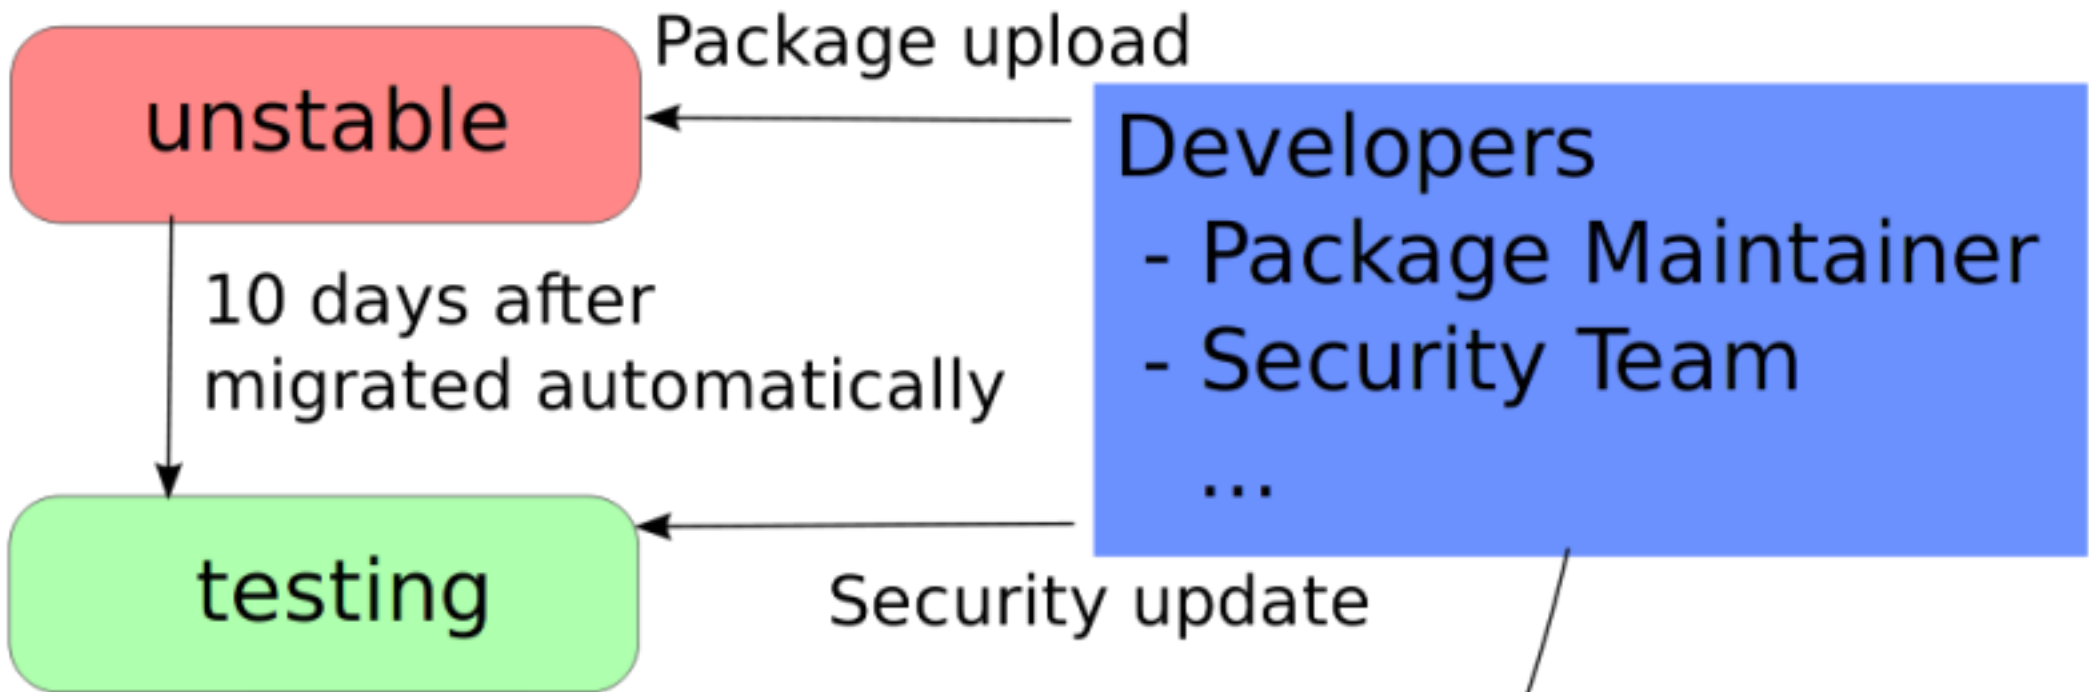 Package upload
unstable
Developers
- Package Maintainer
- Security Team
...
10 days after
migrated automatically
testing
Security update